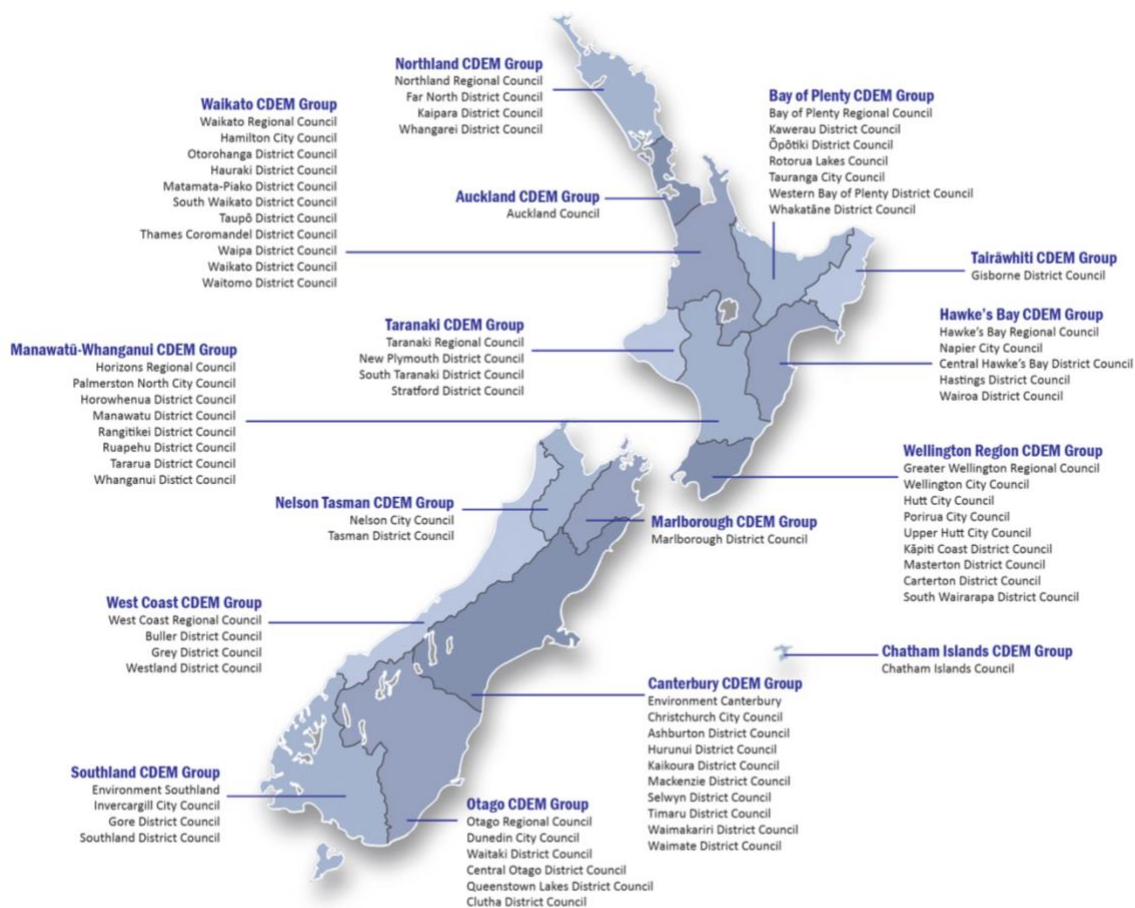 Northland CDEM Group
Northland Regional Council
Far North District Council
Kaipara District Council
Whangarei District Council
Waikato CDEM Group
Waikato Regional Council
Hamilton City Council
Otorohanga District Council
Hauraki District Council
Matamata-Piako District Council
South Waikato District Council
Taupō District Council
Thames Coromandel District Council
Waipa District Council
Waikato District Council
Waitomo District Council
Bay of Plenty CDEM Group
Bay of Plenty Regional Council
Kawerau District Council
Ōpōtiki District Council
Rotorua Lakes Council
Tauranga City Council
Western Bay of Plenty District Council
Whakatāne District Council
Auckland CDEM Group
Auckland Council
Tairāwhiti CDEM Group
Gisborne District Council
Taranaki CDEM Group
Taranaki Regional Council
New Plymouth District Council
South Taranaki District Council
Stratford District Council
Hawke's Bay CDEM Group
Hawke's Bay Regional Council
Napier City Council
Central Hawke's Bay District Council
Hastings District Council
Wairoa District Council
Manawatū-Whanganui CDEM Group
Horizons Regional Council
Palmerston North City Council
Horowhenua District Council
Manawatu District Council
Rangitikei District Council
Ruapehu District Council
Tararua District Council
Whanganui Distict Council
Wellington Region CDEM Group
Greater Wellington Regional Council
Wellington City Council
Hutt City Council
Porirua City Council
Upper Hutt City Council
Kāpiti Coast District Council
Masterton District Council
Carterton District Council
South Wairarapa District Council
Nelson Tasman CDEM Group
Nelson City Council
Tasman District Council
Marlborough CDEM Group
Marlborough District Council
West Coast CDEM Group
West Coast Regional Council
Buller District Council
Grey District Council
Westland District Council
Chatham Islands CDEM Group
Chatham Islands Council
Canterbury CDEM Group
Environment Canterbury
Christchurch City Council
Ashburton District Council
Hurunui District Council
Kaikoura District Council
Mackenzie District Council
Selwyn District Council
Timaru District Council
Waimakariri District Council
Waimate District Council
Southland CDEM Group
Environment Southland
Invercargill City Council
Gore District Council
Southland District Council
Otago CDEM Group
Otago Regional Council
Dunedin City Council
Waitaki District Council
Central Otago District Council
Queenstown Lakes District Council
Clutha District Council